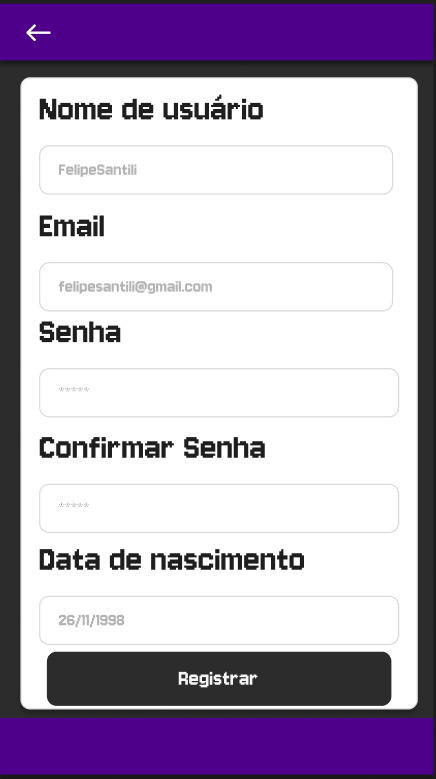 Nome de usuário
FelipeSantili
Email
felipesantili@gmail.com
Senha
*****
Confirmar Senha
*****
Data de nascimento
26/11/1998
Registrar